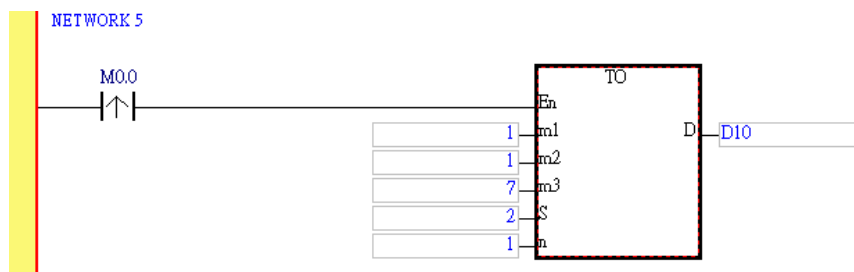 NETWORK 5
M0.0
TO
En
1 m1 D D10
1 m2
7 m3
2 S
1 n